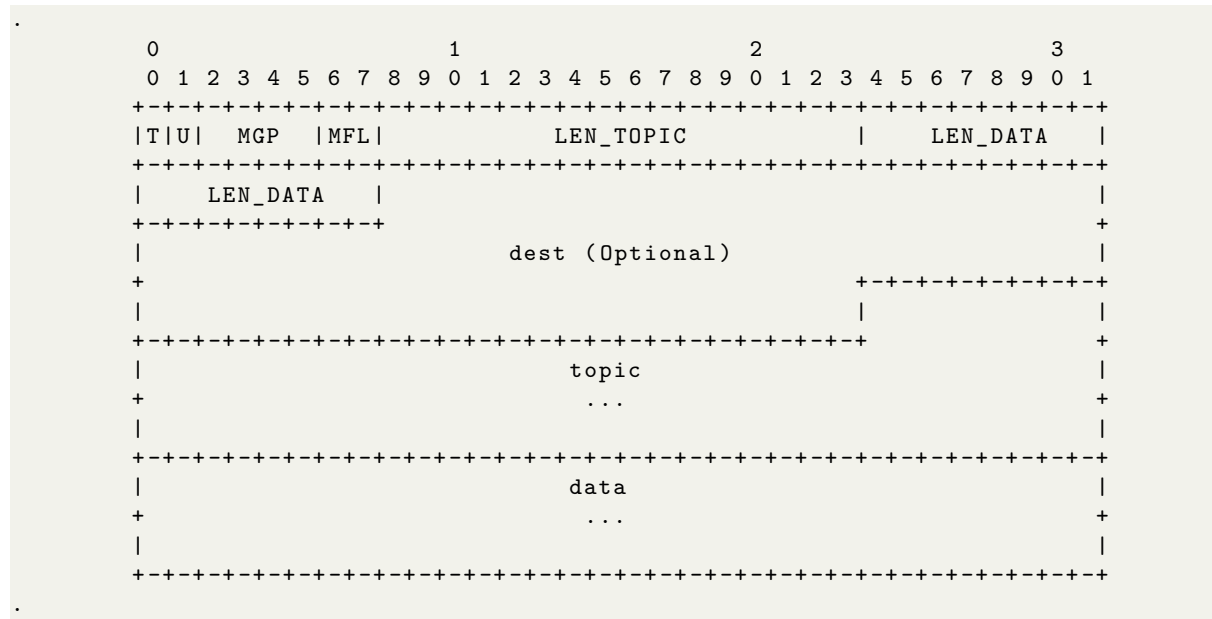 .
 0                   1                   2                   3
 0 1 2 3 4 5 6 7 8 9 0 1 2 3 4 5 6 7 8 9 0 1 2 3 4 5 6 7 8 9 0 1
+-+-+-+-+-+-+-+-+-+-+-+-+-+-+-+-+-+-+-+-+-+-+-+-+-+-+-+-+-+-+-+-+
|T|U|  MGP  |MFL|           LEN_TOPIC           |    LEN_DATA   |
+-+-+-+-+-+-+-+-+-+-+-+-+-+-+-+-+-+-+-+-+-+-+-+-+-+-+-+-+-+-+-+-+
|    LEN_DATA   |                                               |
+-+-+-+-+-+-+-+-+                                               +
|                        dest (Optional)                        |
+                                               +-+-+-+-+-+-+-+-+
|                                               |               |
+-+-+-+-+-+-+-+-+-+-+-+-+-+-+-+-+-+-+-+-+-+-+-+-+               +
|                            topic                              |
+                             ...                               +
|                                                               |
+-+-+-+-+-+-+-+-+-+-+-+-+-+-+-+-+-+-+-+-+-+-+-+-+-+-+-+-+-+-+-+-+
|                            data                               |
+                             ...                               +
|                                                               |
+-+-+-+-+-+-+-+-+-+-+-+-+-+-+-+-+-+-+-+-+-+-+-+-+-+-+-+-+-+-+-+-+
.